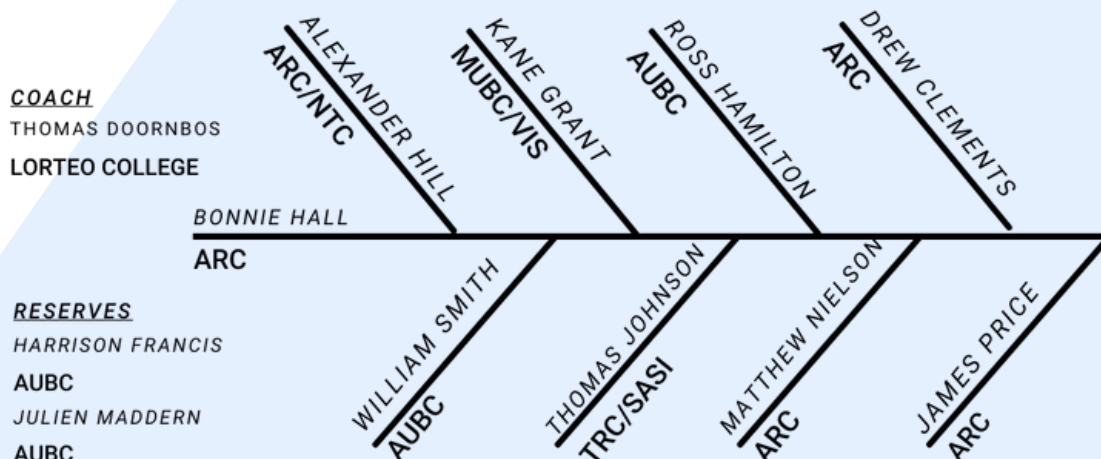 ALEXANDER HILL
ARC/NTC
KANE GRANT
MUBC/VIS
ROSS HAMILTON
AUBC
DREW CLEMENTS
ARC
COACH
THOMAS DOORNBOS
LORTEO COLLEGE
BONNIE HALL
ARC
WILLIAM SMITH
AUBC
THOMAS JOHNSON
TRC/SASI
MATTHEW NIELSON
ARC
JAMES PRICE
ARC
RESERVES
HARRISON FRANCIS
AUBC
JULIEN MADDERN
AUBC